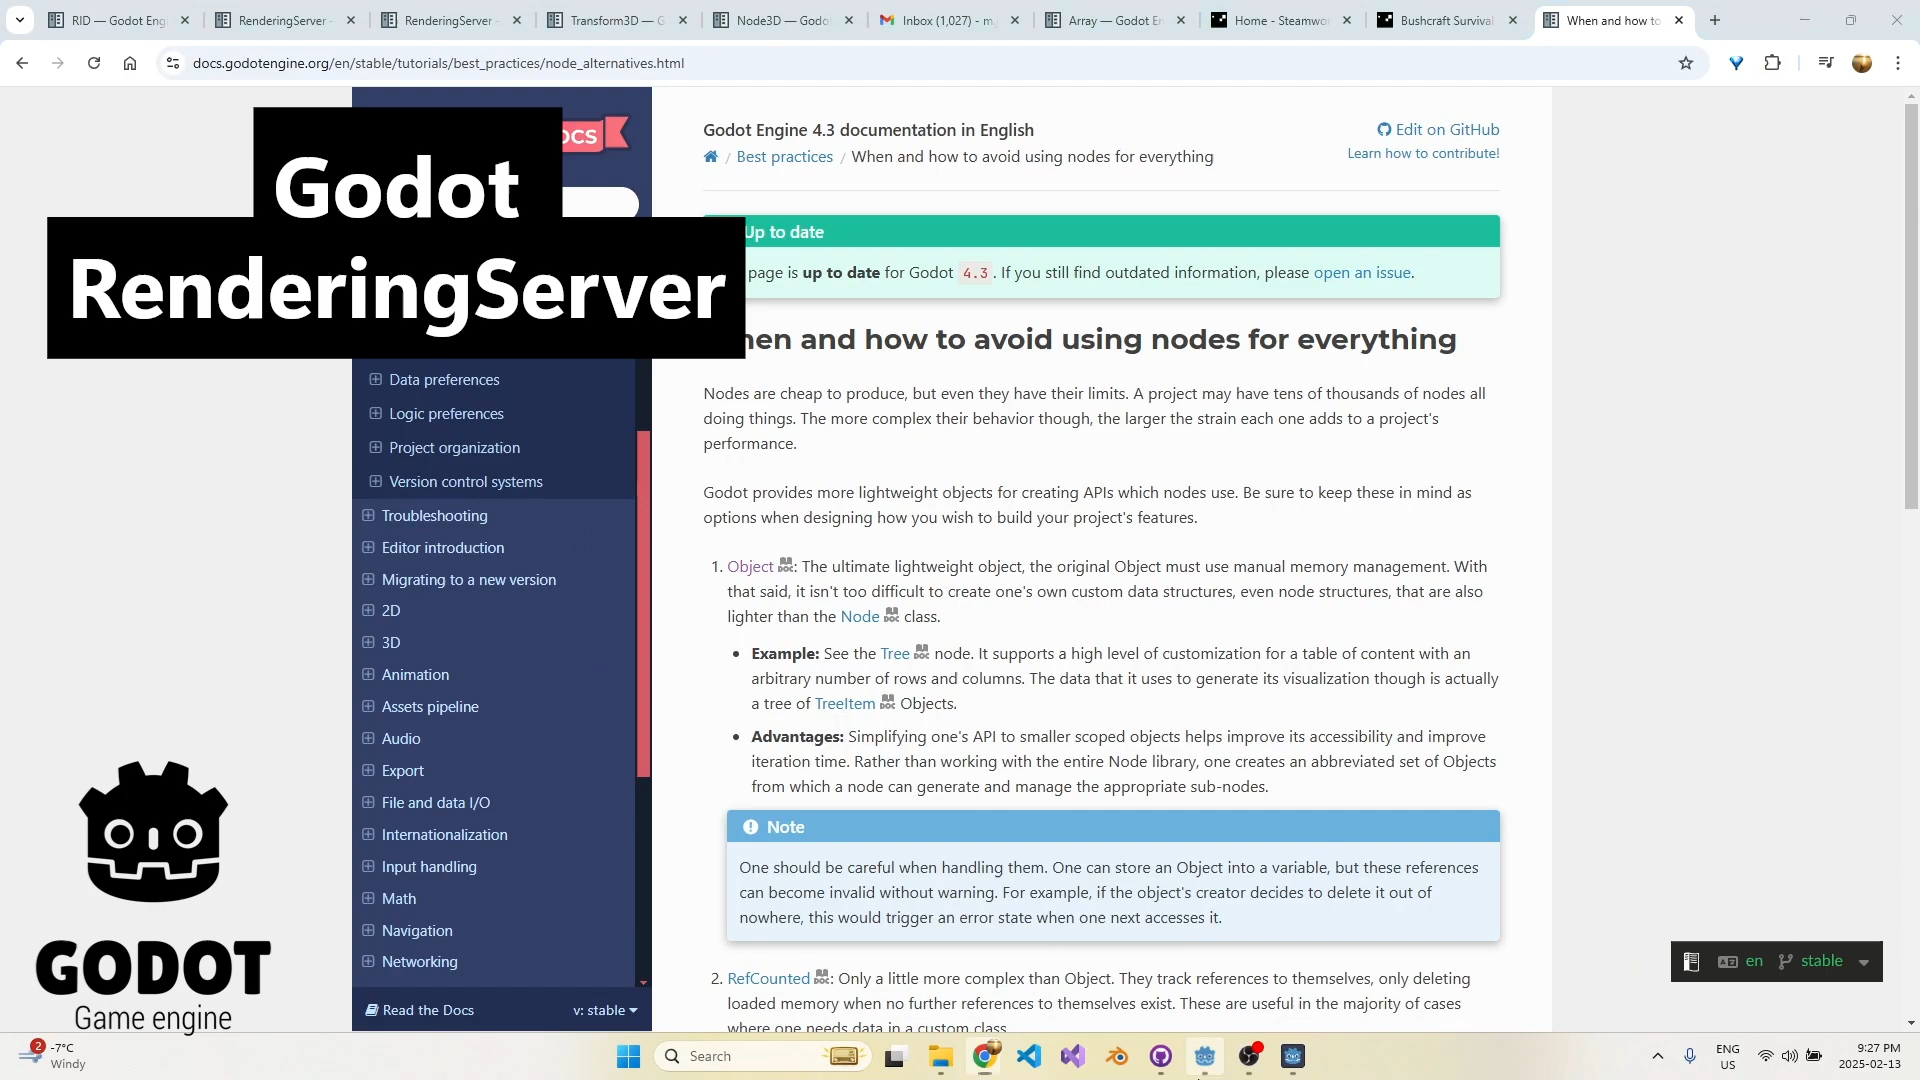 RID — Godot Eng
RenderingServer -
RenderingServer -
Transform3D — G
Node3D — Godot
Inbox (1,027) - m
Array — Godot En
Home - Steamwo
Bushcraft Survival
When and how to
docs.godotengine.org/en/stable/tutorials/best_practices/node_alternatives.html
Godot
RenderingServer
OCS
Data preferences
Logic preferences
Project organization
Version control systems
Troubleshooting
Editor introduction
Migrating to a new version
2D
3D
Animation
Assets pipeline
Audio
Export
File and data I/O
Internationalization
Input handling
Math
Navigation
Networking
Read the Docs
v: stable
GODOT
Game engine
Godot Engine 4.3 documentation in English
Edit on GitHub
Learn how to contribute!
/ Best practices / When and how to avoid using nodes for everything
Up to date
page is up to date for Godot 4.3. If you still find outdated information, please open an issue.
hen and how to avoid using nodes for everything
Nodes are cheap to produce, but even they have their limits. A project may have tens of thousands of nodes all
doing things. The more complex their behavior though, the larger the strain each one adds to a project's
performance.
Godot provides more lightweight objects for creating APIs which nodes use. Be sure to keep these in mind as
options when designing how you wish to build your project's features.
1. Object: The ultimate lightweight object, the original Object must use manual memory management. With
that said, it isn't too difficult to create one's own custom data structures, even node structures, that are also
lighter than the Node class.
• Example: See the Tree node. It supports a high level of customization for a table of content with an
arbitrary number of rows and columns. The data that it uses to generate its visualization though is actually
a tree of TreeItem Objects.
• Advantages: Simplifying one's API to smaller scoped objects helps improve its accessibility and improve
iteration time. Rather than working with the entire Node library, one creates an abbreviated set of Objects
from which a node can generate and manage the appropriate sub-nodes.
Note
One should be careful when handling them. One can store an Object into a variable, but these references
can become invalid without warning. For example, if the object's creator decides to delete it out of
nowhere, this would trigger an error state when one next accesses it.
2. RefCounted: Only a little more complex than Object. They track references to themselves, only deleting
loaded memory when no further references to themselves exist. These are useful in the majority of cases
where one needs data in a custom class.
en stable
2
-7°C
Windy
Search
ENG
US
9:27 PM
2025-02-13